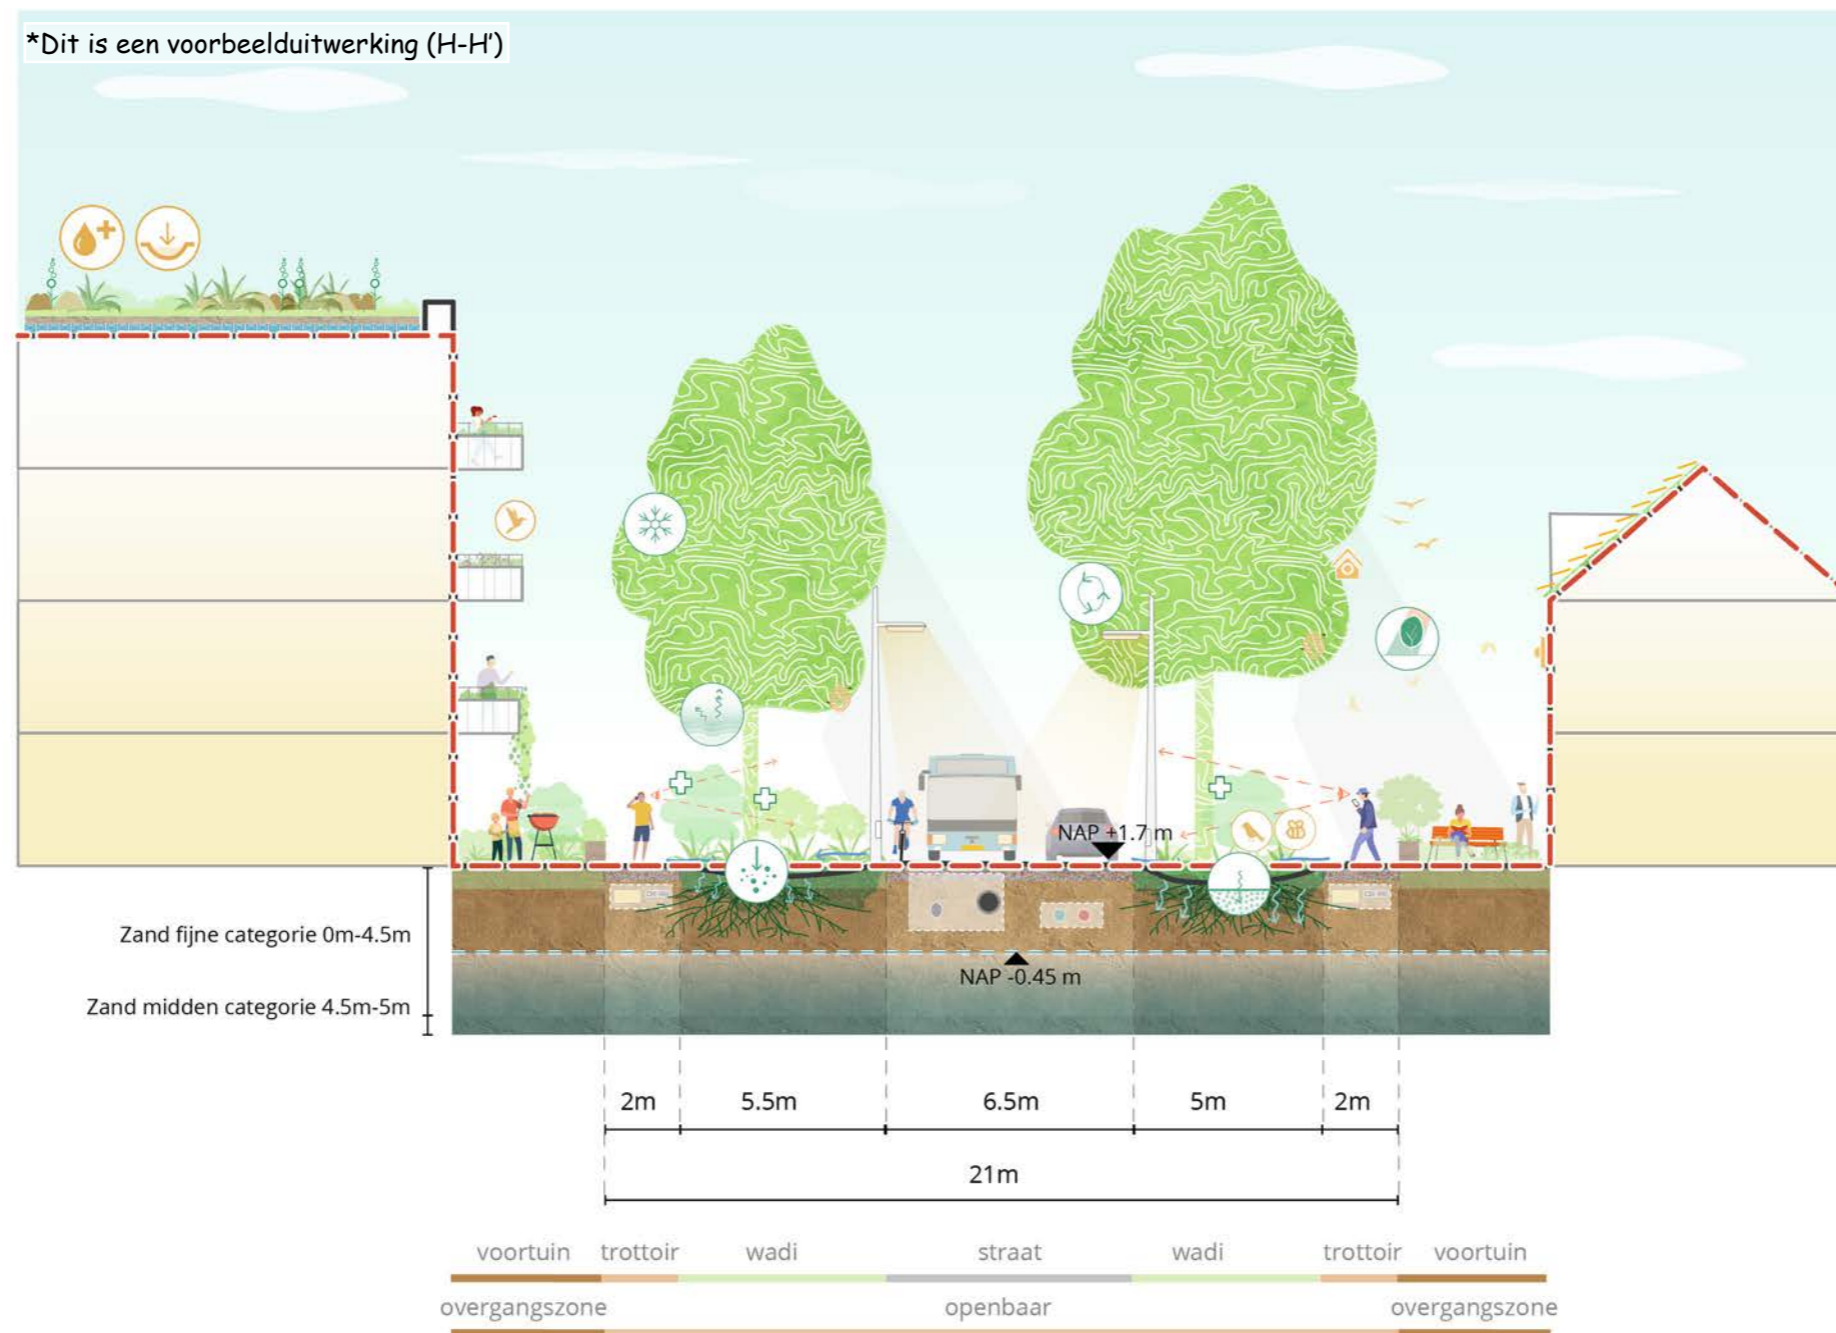 *Dit is een voorbeelduitwerking (H-H')
NAP +1.7 m
Zand fijne categorie 0m-4.5m
NAP -0.45 m
Zand midden categorie 4.5m-5m
2m 5.5m 6.5m 5m 2m
21m
voortuin trottoir wadi straat wadi trottoir voortuin
overgangszone openbaar overgangszone